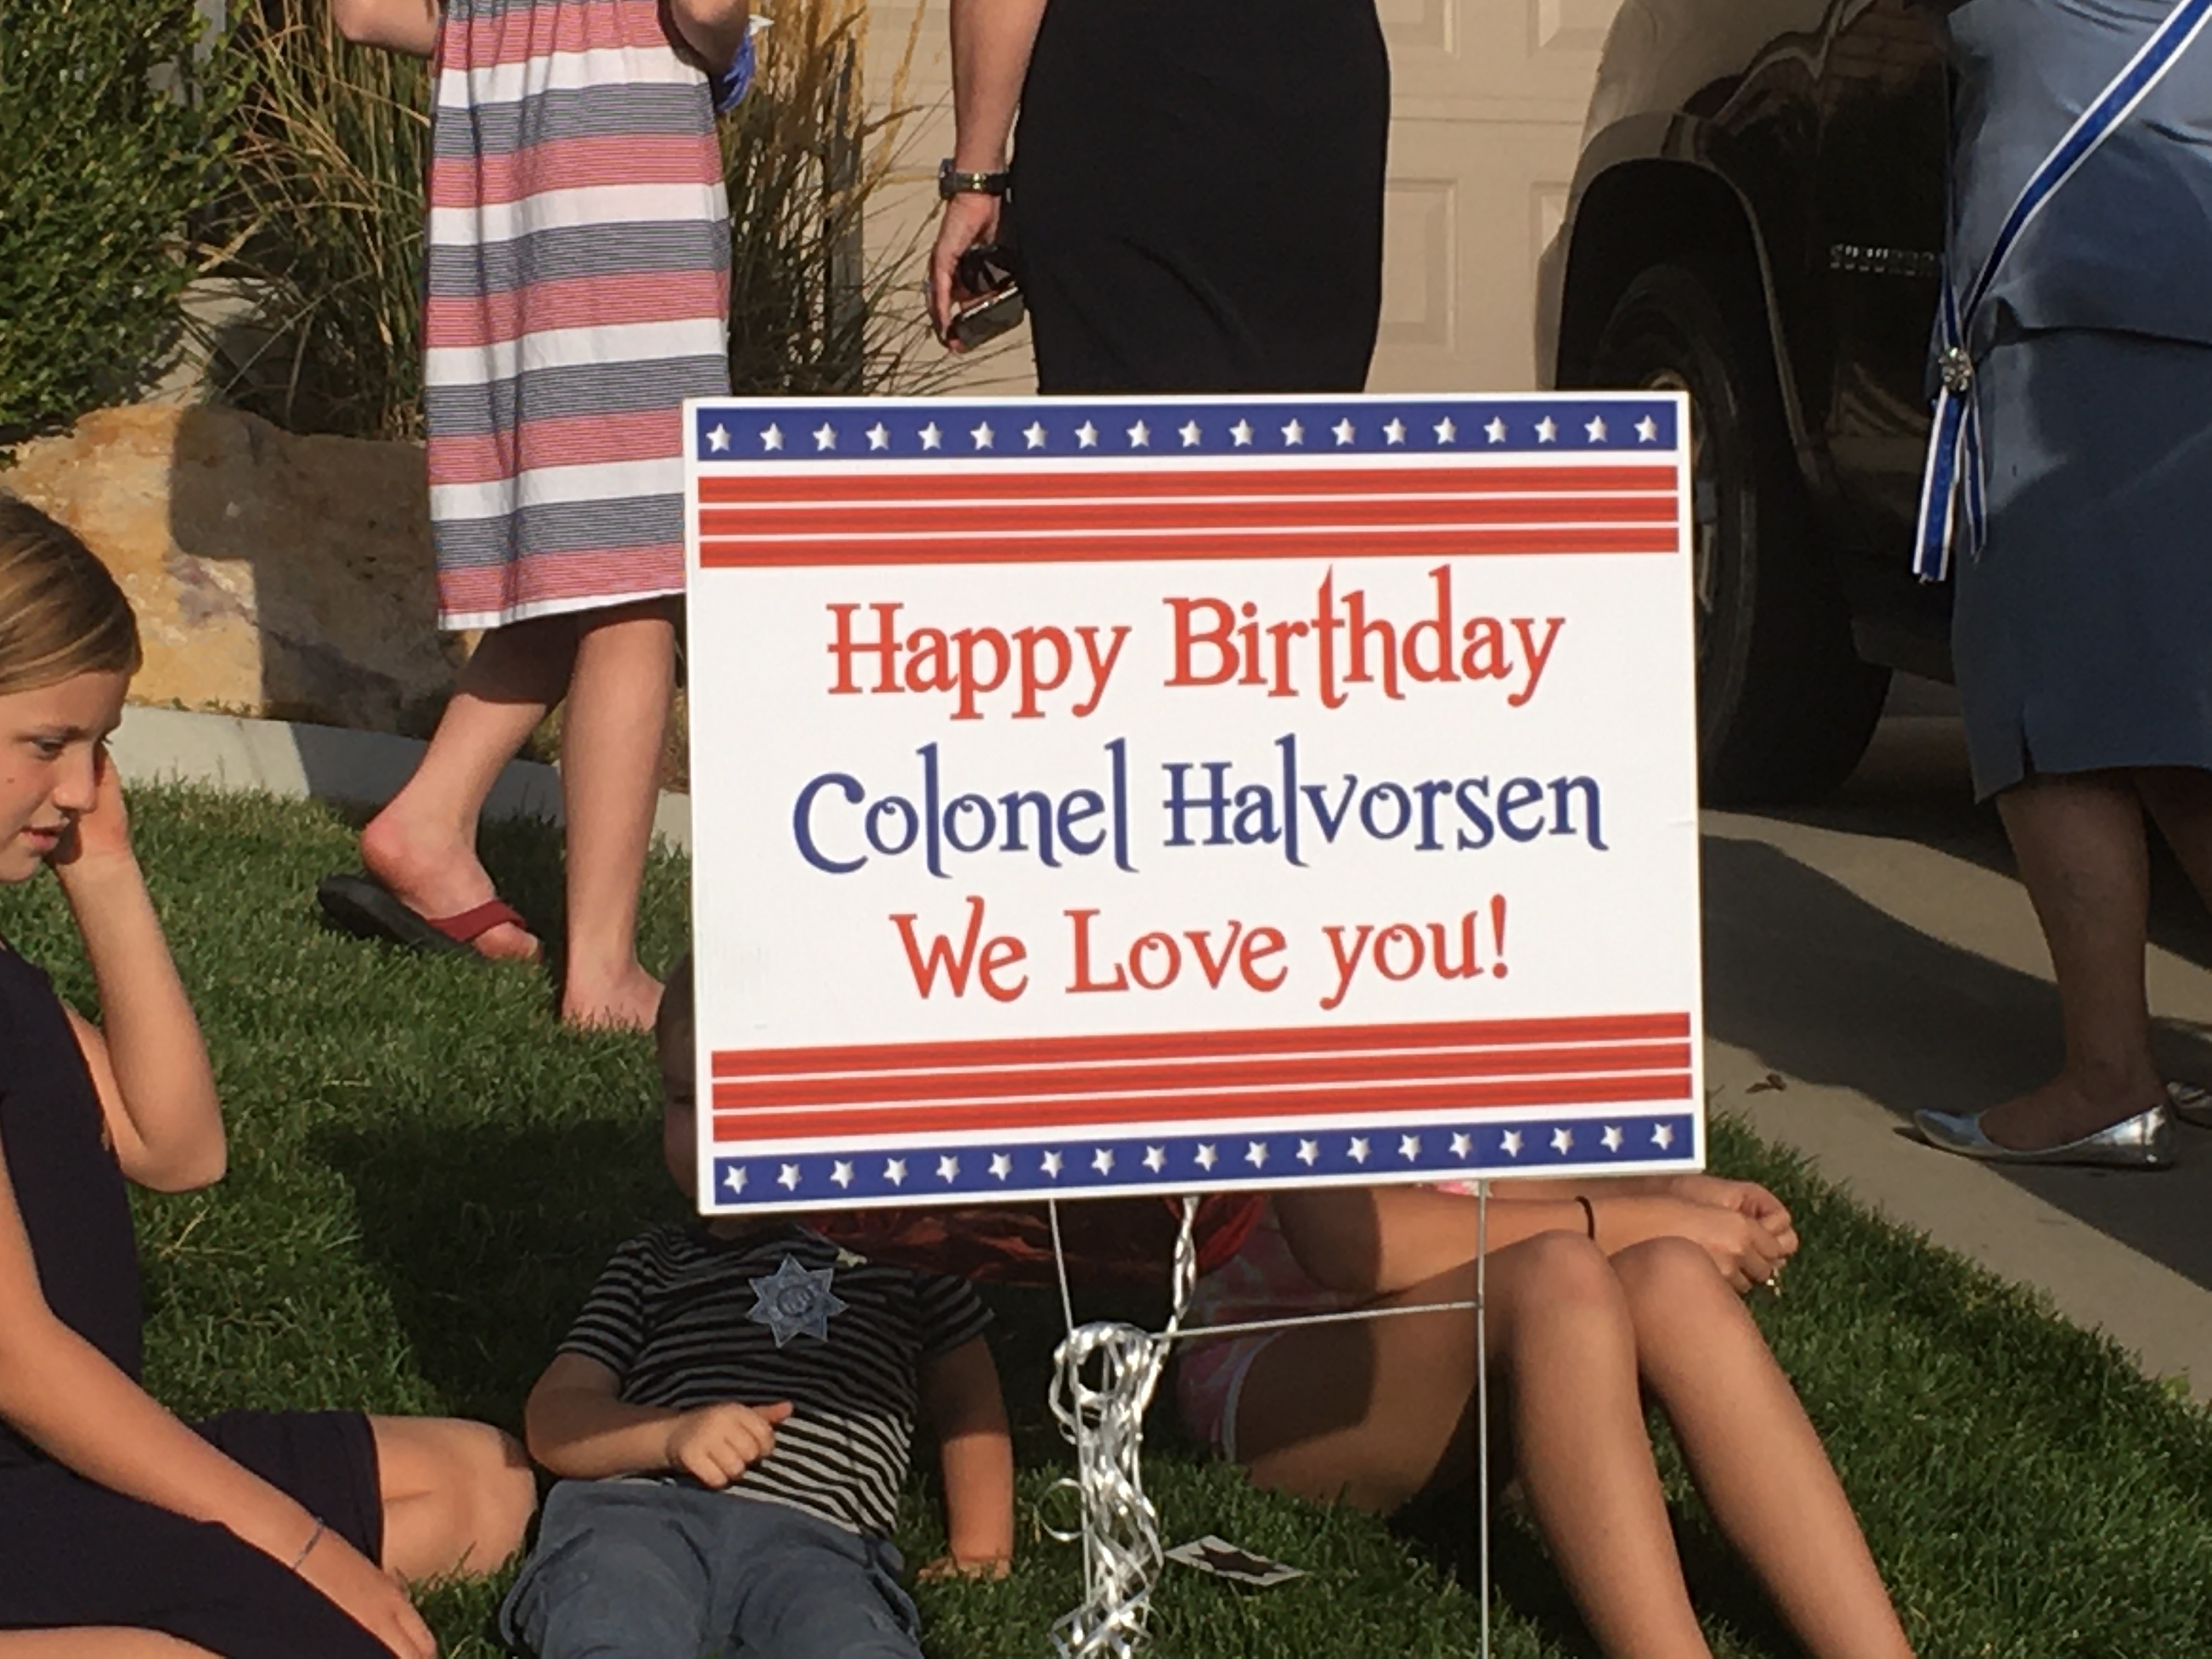 Happy Birthday
Colonel Halvorsen
We Love you!